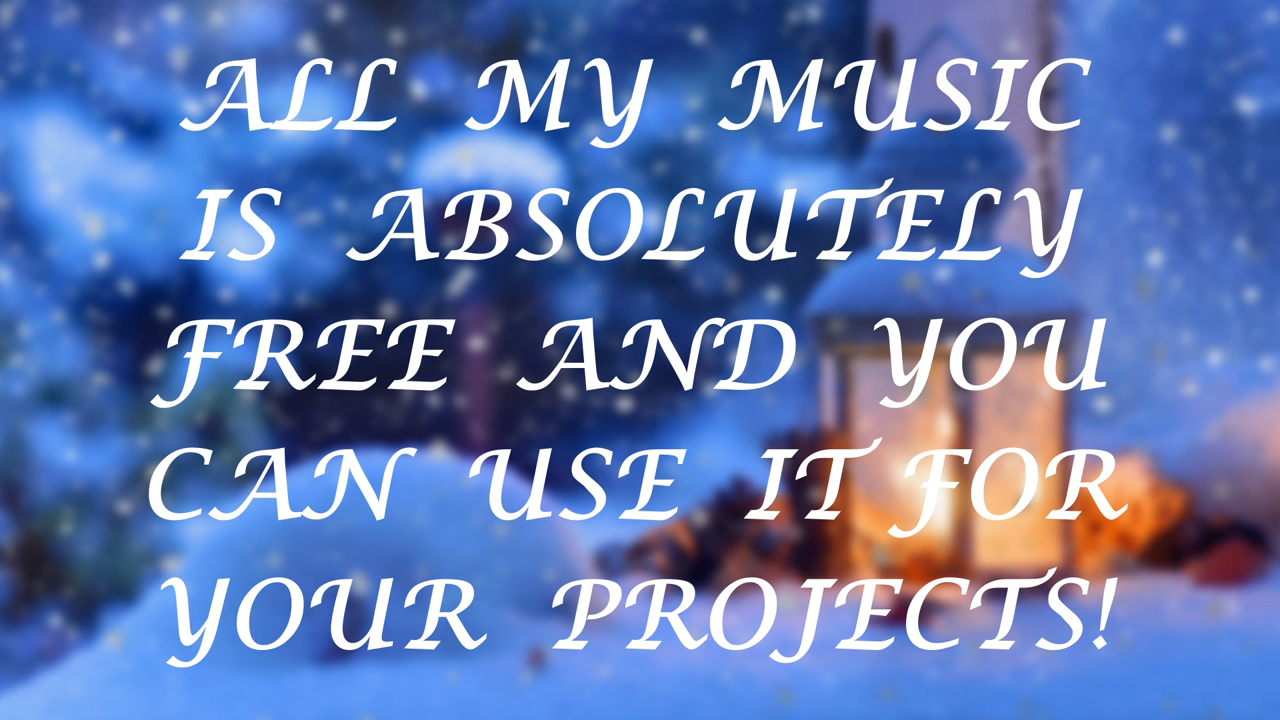 ALL MY MUSIC
IS ABSOLUTELY
FREE AND YOU
CAN USE IT FOR
YOUR PROJECTS!